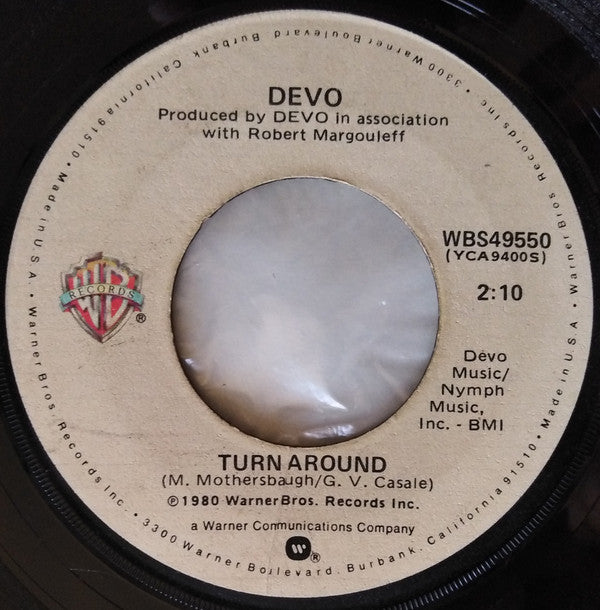 DEVO
Produced by DEVO in association
with Robert Margouleff
WBS49550
(YCA9400S)
2:10
Dêvo
Music/
Nymph
Music,
Inc. - BMI
WB
RECORDS
®
TURN AROUND
(M. Mothersbaugh/G. V. Casale)
℗1980 Warner Bros. Records Inc.
a Warner Communications Company
W®
Made in U.S.A. • Warner Bros. Records Inc. • 3300 Warner Boulevard, Burbank, California 91510 • Made in U.S.A. • Warner Bros. Records Inc. • 3300 Warner Boulevard, Burbank, California 91510 •